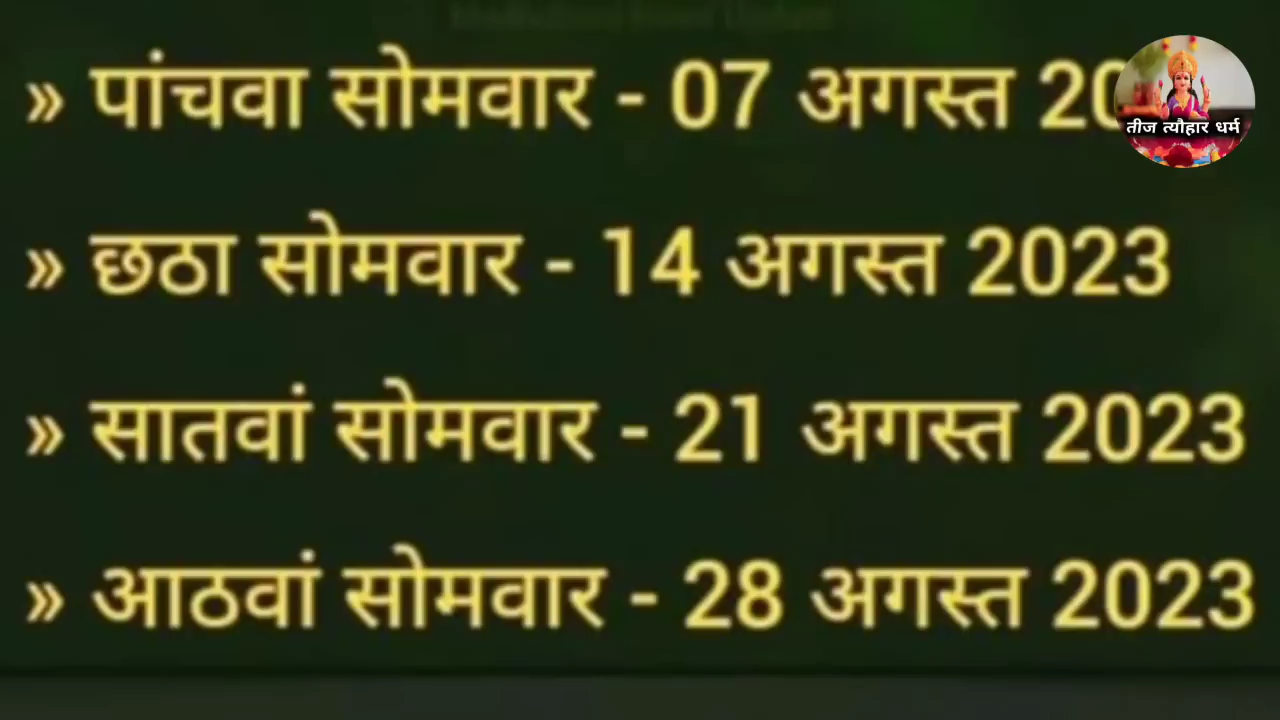 » पांचवा सोमवार - 07 अगस्त 20
तीज त्यौहार धर्म
» छठा सोमवार - 14 अगस्त 2023
» सातवां सोमवार - 21 अगस्त 2023
» आठवां सोमवार - 28 अगस्त 2023